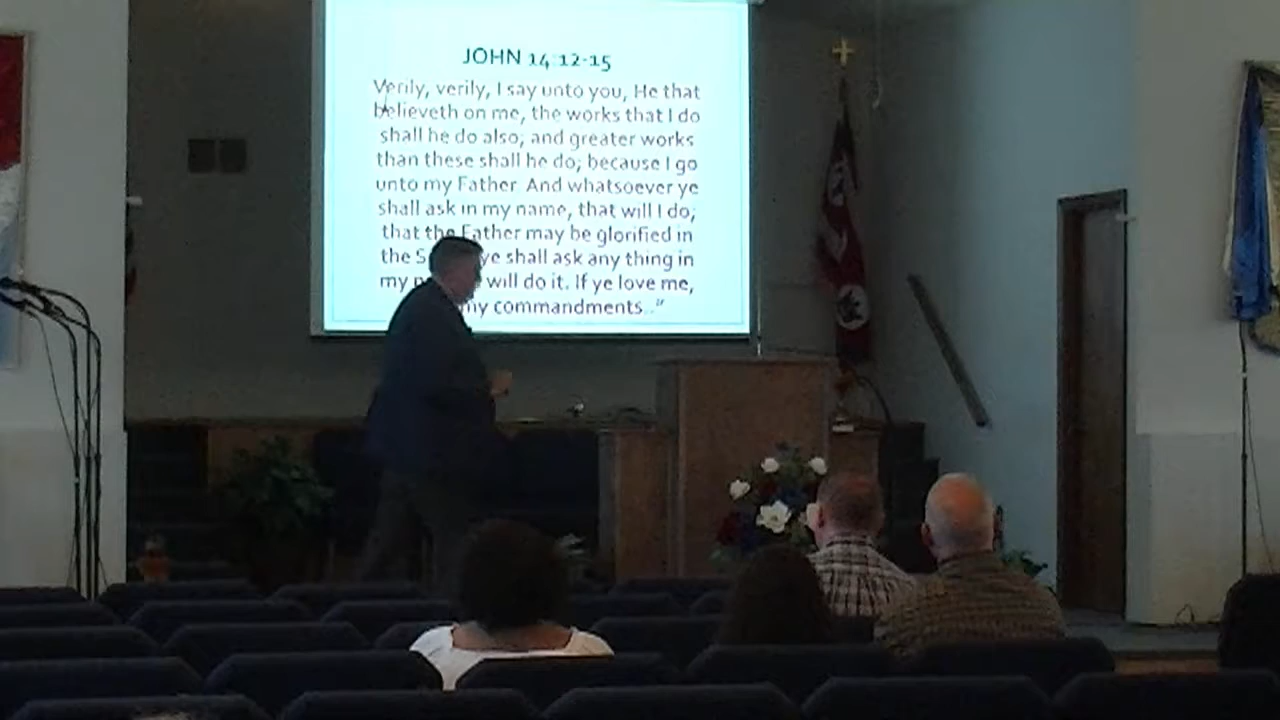 JOHN 14:12-15
Verily, verily, I say unto you, He that
believeth on me, the works that I do
shall he do also; and greater works
than these shall he do; because I go
unto my Father. And whatsoever ye
shall ask in my name, that will I do,
that the Father may be glorified in
the ye shall ask any thing in
my will do it. If ye love me,
my commandments.."